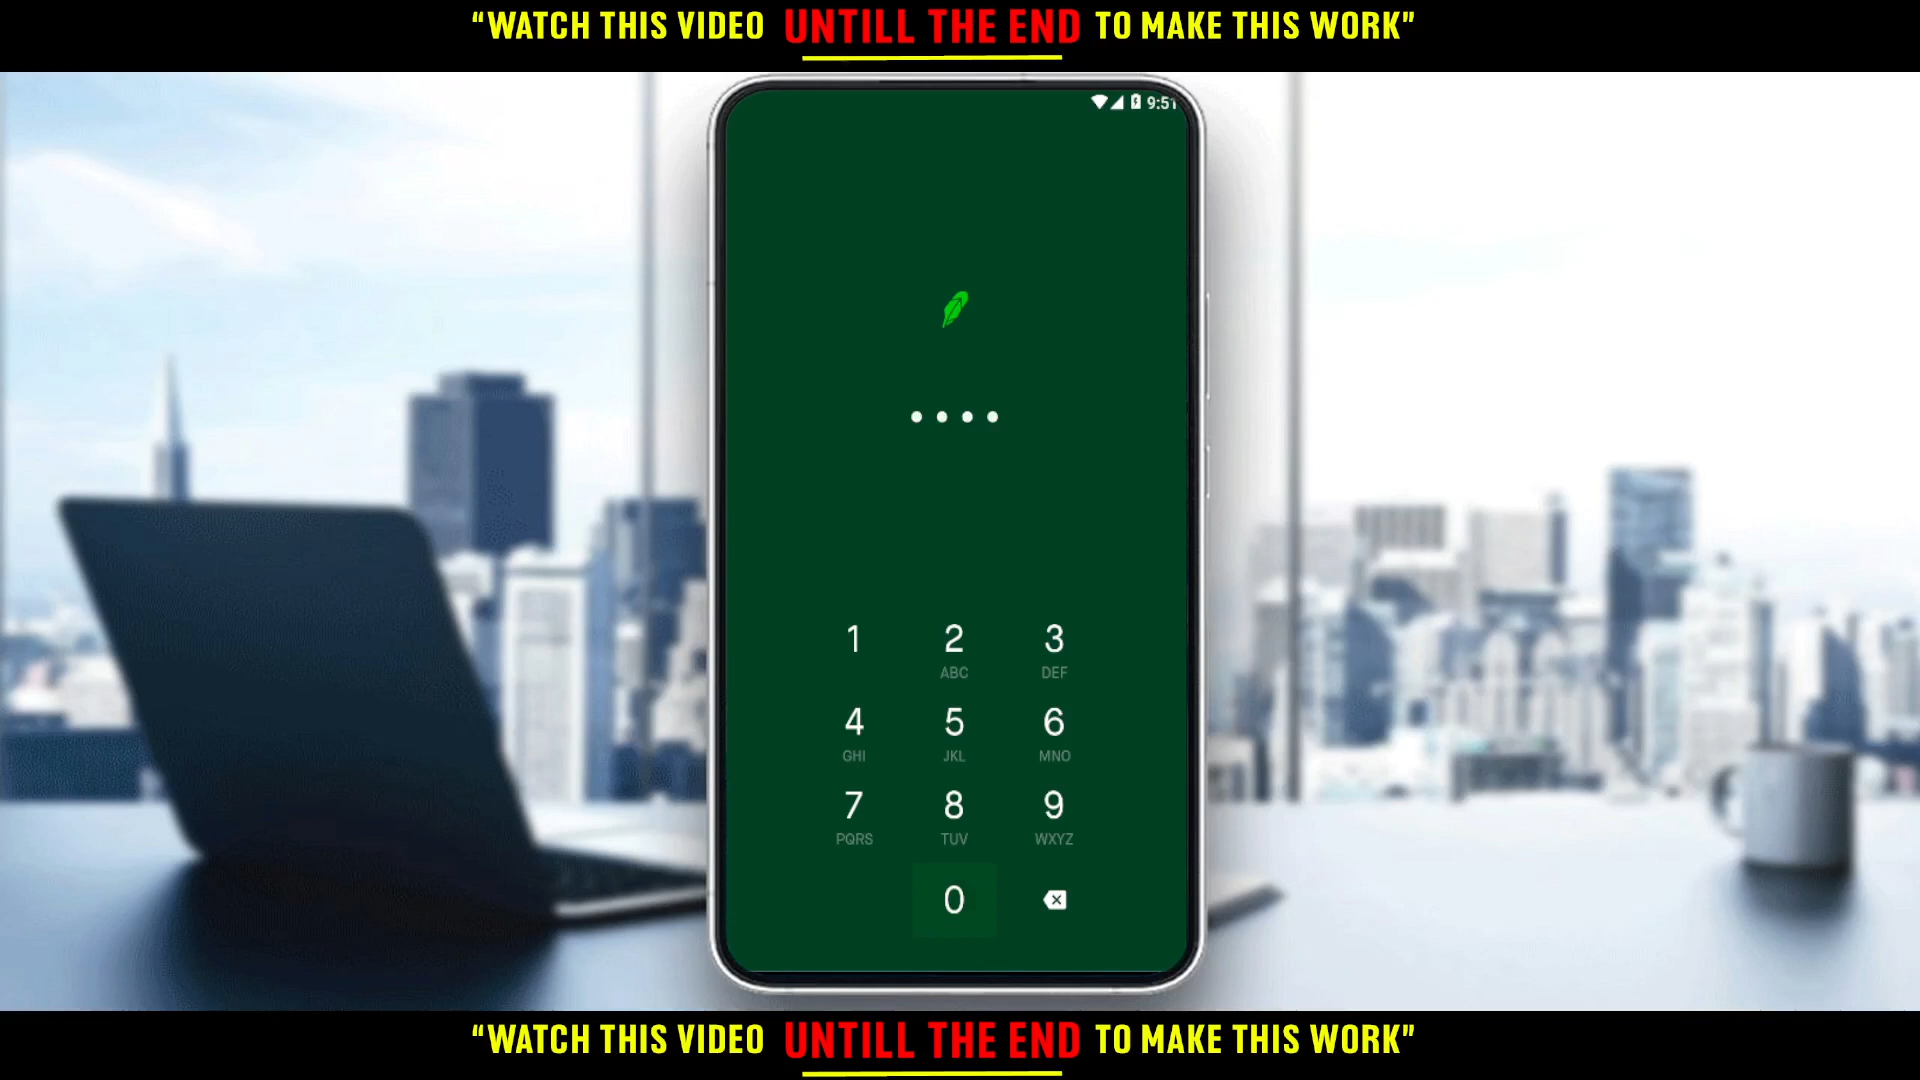 “WATCH THIS VIDEO UNTILL THE END TO MAKE THIS WORK”
9:51
1 2 3
ABC DEF
4 5 6
GHI JKL MNO
7 8 9
PQRS TUV WXYZ
0
“WATCH THIS VIDEO UNTILL THE END TO MAKE THIS WORK”